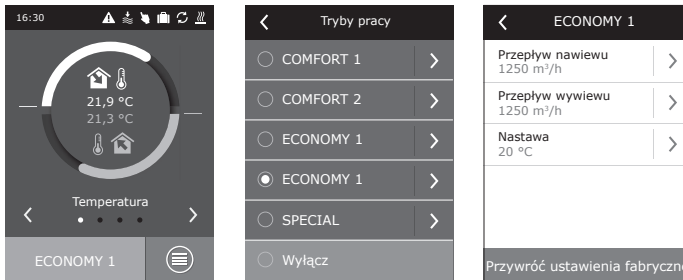 16:30
21,9 °C
21,3 °C
Temperatura
ECONOMY 1
Tryby pracy
COMFORT 1
COMFORT 2
ECONOMY 1
ECONOMY 1
SPECIAL
Wyłącz
ECONOMY 1
Przepływ nawiewu
1250 m³/h
Przepływ wywiewu
1250 m³/h
Nastawa
20 °C
Przywróć ustawienia fabryczne